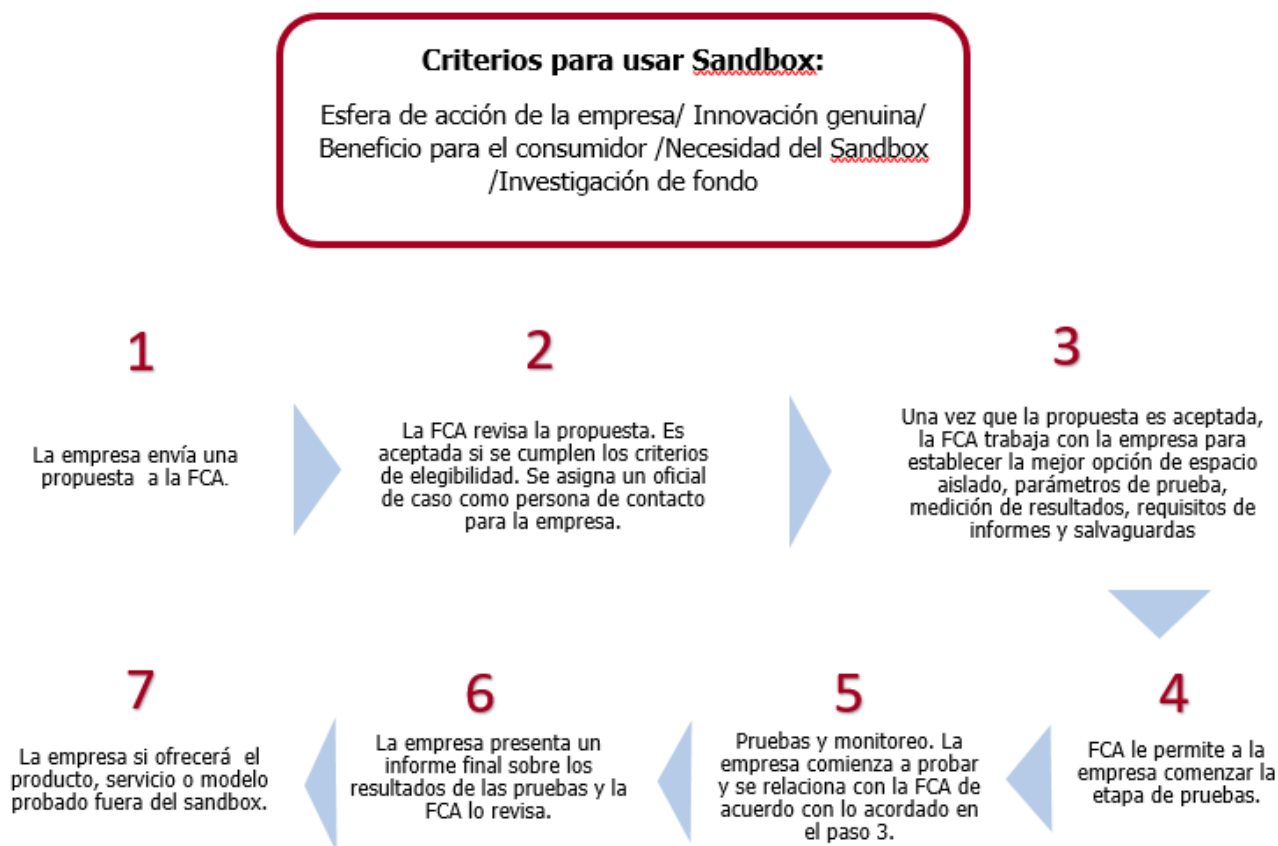 Criterios para usar Sandbox:
Esfera de acción de la empresa/ Innovación genuina/
Beneficio para el consumidor /Necesidad del Sandbox
/Investigación de fondo
1
La empresa envía una
propuesta a la FCA.
2
La FCA revisa la propuesta. Es
aceptada si se cumplen los criterios
de elegibilidad. Se asigna un oficial
de caso como persona de contacto
para la empresa.
3
Una vez que la propuesta es aceptada,
la FCA trabaja con la empresa para
establecer la mejor opción de espacio
aislado, parámetros de prueba,
medición de resultados, requisitos de
informes y salvaguardas
4
FCA le permite a la
empresa comenzar la
etapa de pruebas.
5
Pruebas y monitoreo. La
empresa comienza a probar
y se relaciona con la FCA de
acuerdo con lo acordado en
el paso 3.
6
La empresa presenta un
informe final sobre los
resultados de las pruebas y la
FCA lo revisa.
7
La empresa si ofrecerá el
producto, servicio o modelo
probado fuera del sandbox.